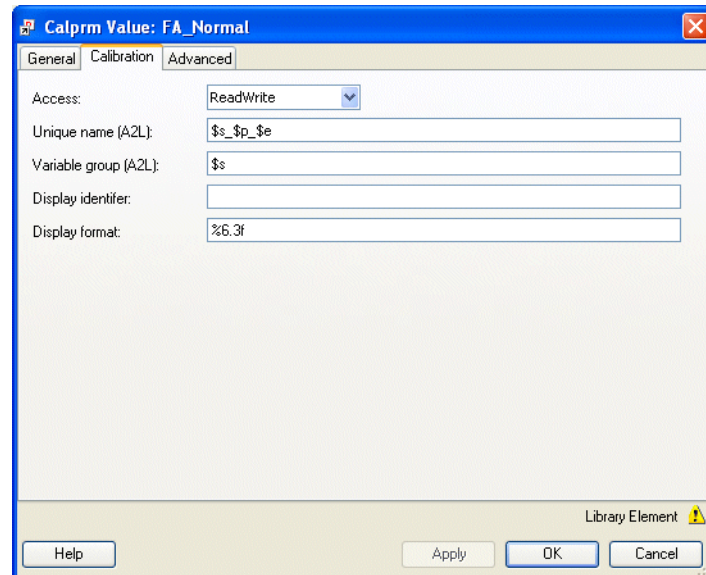 Calprm Value: FA_Normal
General Calibration Advanced
Access: ReadWrite
Unique name (A2L): $s_$p_$e
Variable group (A2L): $s
Display identifer:
Display format: %6.3f
Library Element
Help Apply OK Cancel